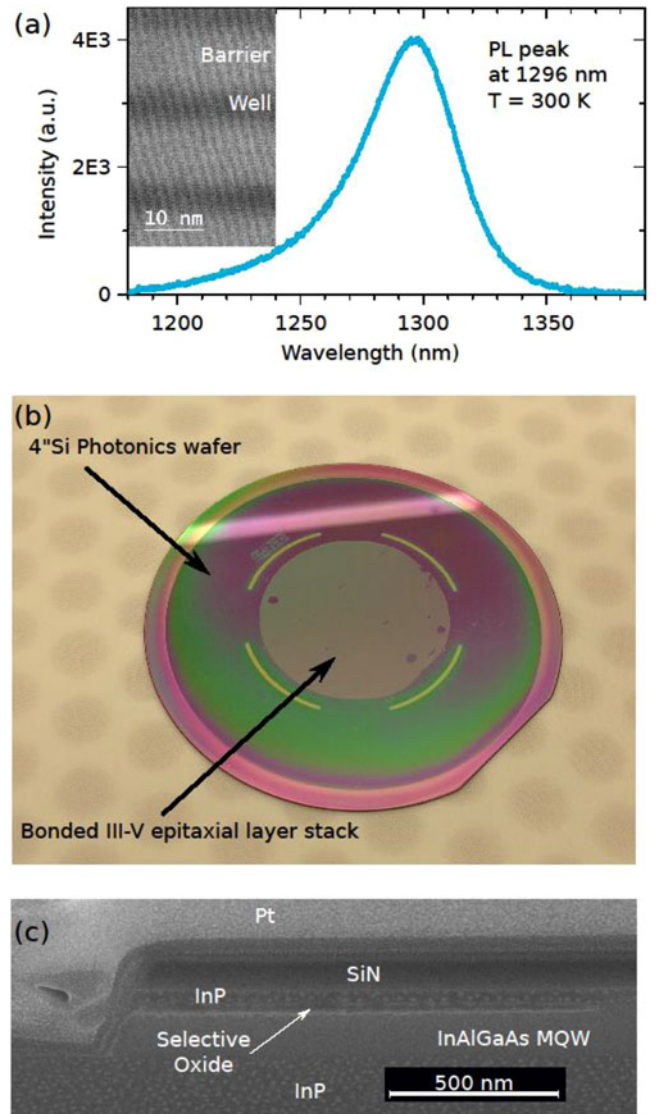 (a)
Barrier
Well
10 nm
PL peak
at 1296 nm
T = 300 K
4E3
2E3
0
Intensity (a.u.)
1200
1250
1300
1350
Wavelength (nm)
(b)
4"Si Photonics wafer
Bonded III-V epitaxial layer stack
(c)
Pt
SiN
InP
Selective
Oxide
InAlGaAs MQW
500 nm
InP